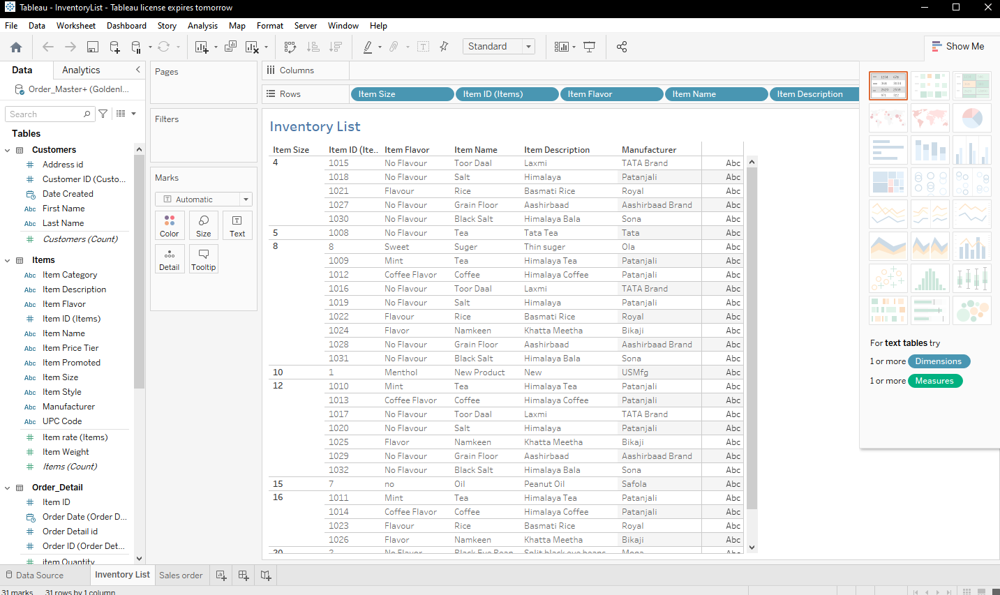 Tableau - InventoryList - Tableau license expires tomorrow
File Data Worksheet Dashboard Story Analysis Map Format Server Window Help
Standard
Show Me
Data Analytics
Order_Master+ (Goldenl...
Search
Tables
Customers
Address id
Customer ID (Custo...
Date Created
Abc First Name
Abc Last Name
Customers (Count)
Items
Abc Item Category
Abc Item Description
Abc Item Flavor
Item ID (Items)
Abc Item Name
Abc Item Price Tier
Abc Item Promoted
Abc Item Size
Abc Item Style
Abc Manufacturer
Abc UPC Code
Item rate (Items)
Item Weight
Items (Count)
Order_Detail
Item ID
Order Date (Order D...
Order Detail id
Order ID (Order Det...
item Quantity
Pages
Filters
Marks
Automatic
Color Size Text
Detail Tooltip
Columns
Rows Item Size Item ID (Items) Item Flavor Item Name Item Description
Inventory List
Item Size Item ID (Ite.. Item Flavor Item Name Item Description Manufacturer
4 1015 No Flavour Toor Daal Laxmi TATA Brand Abc
1018 No Flavour Salt Himalaya Patanjali Abc
1021 Flavour Rice Basmati Rice Royal Abc
1027 No Flavour Grain Floor Aashirbaad Aashirbaad Brand Abc
1030 No Flavour Black Salt Himalaya Bala Sona Abc
5 1008 No Flavour Tea Tata Tea Tata Abc
8 8 Sweet Suger Thin suger Ola Abc
1009 Mint Tea Himalaya Tea Patanjali Abc
1012 Coffee Flavor Coffee Himalaya Coffee Patanjali Abc
1016 No Flavour Toor Daal Laxmi TATA Brand Abc
1019 No Flavour Salt Himalaya Patanjali Abc
1022 Flavour Rice Basmati Rice Royal Abc
1024 Flavor Namkeen Khatta Meetha Bikaji Abc
1028 No Flavour Grain Floor Aashirbaad Aashirbaad Brand Abc
1031 No Flavour Black Salt Himalaya Bala Sona Abc
10 1 Menthol New Product New USMfg Abc
12 1010 Mint Tea Himalaya Tea Patanjali Abc
1013 Coffee Flavor Coffee Himalaya Coffee Patanjali Abc
1017 No Flavour Toor Daal Laxmi TATA Brand Abc
1020 No Flavour Salt Himalaya Patanjali Abc
1025 Flavor Namkeen Khatta Meetha Bikaji Abc
1029 No Flavour Grain Floor Aashirbaad Aashirbaad Brand Abc
1032 No Flavour Black Salt Himalaya Bala Sona Abc
15 7 no Oil Peanut Oil Safola Abc
16 1011 Mint Tea Himalaya Tea Patanjali Abc
1014 Coffee Flavor Coffee Himalaya Coffee Patanjali Abc
1023 Flavour Rice Basmati Rice Royal Abc
1026 Flavor Namkeen Khatta Meetha Bikaji Abc
20 2 No Flavor Black Eye Bean Split black eye beans Abc
For text tables try
1 or more Dimensions
1 or more Measures
Data Source Inventory List Sales order
31 marks 31 rows by 1 column